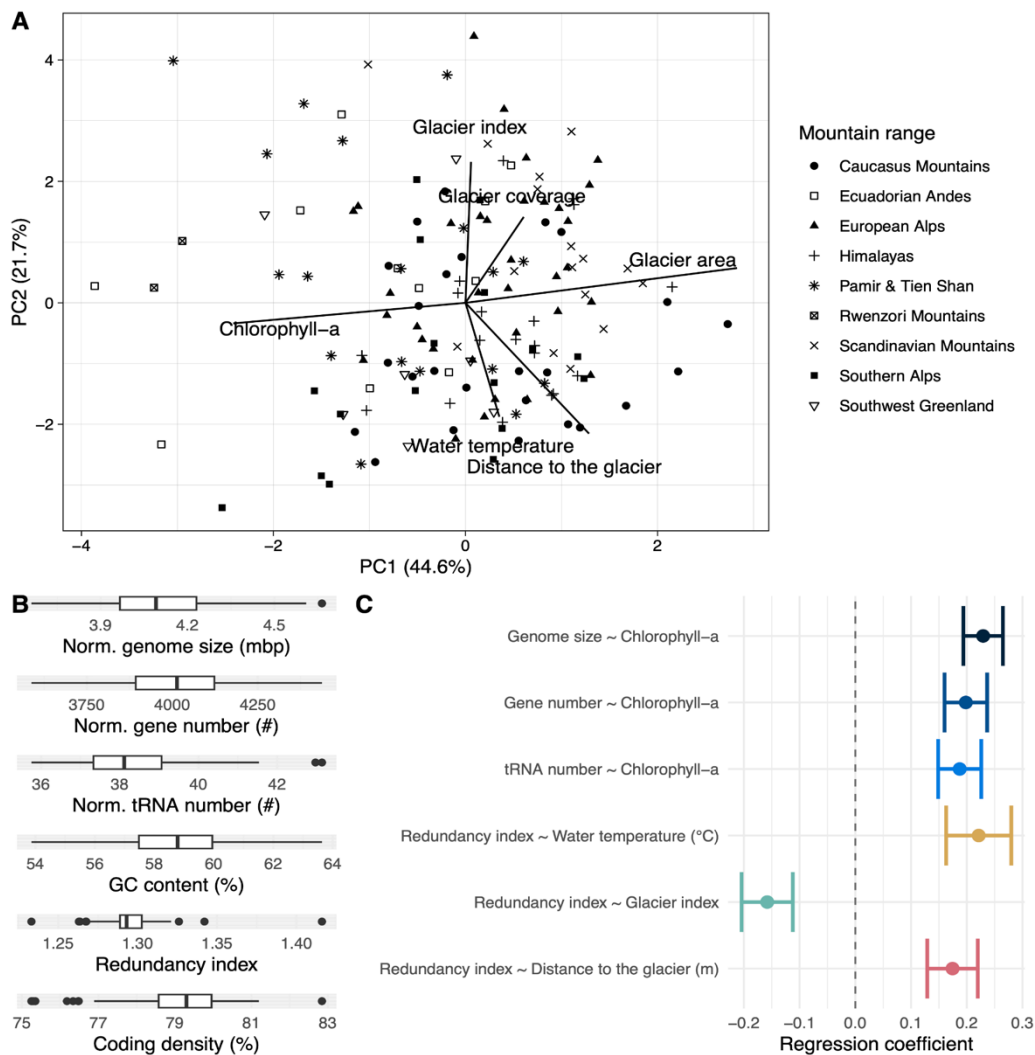 A
Glacier index
Glacier coverage
Glacier area
Chlorophyll-a
Water temperature
Distance to the glacier
4
2
0
−2
PC2 (21.7%)
−4
−2
0
2
PC1 (44.6%)
Mountain range
Caucasus Mountains
Ecuadorian Andes
European Alps
Himalayas
Pamir & Tien Shan
Rwenzori Mountains
Scandinavian Mountains
Southern Alps
Southwest Greenland
B
3.9 4.2 4.5
Norm. genome size (mbp)
3750 4000 4250
Norm. gene number (#)
36 38 40 42
Norm. tRNA number (#)
54 56 58 60 62 64
GC content (%)
1.25 1.30 1.35 1.40
Redundancy index
75 77 79 81 83
Coding density (%)
C
Genome size ~ Chlorophyll-a
Gene number ~ Chlorophyll-a
tRNA number ~ Chlorophyll-a
Redundancy index ~ Water temperature (°C)
Redundancy index ~ Glacier index
Redundancy index ~ Distance to the glacier (m)
−0.2 −0.1 0.0 0.1 0.2 0.3
Regression coefficient